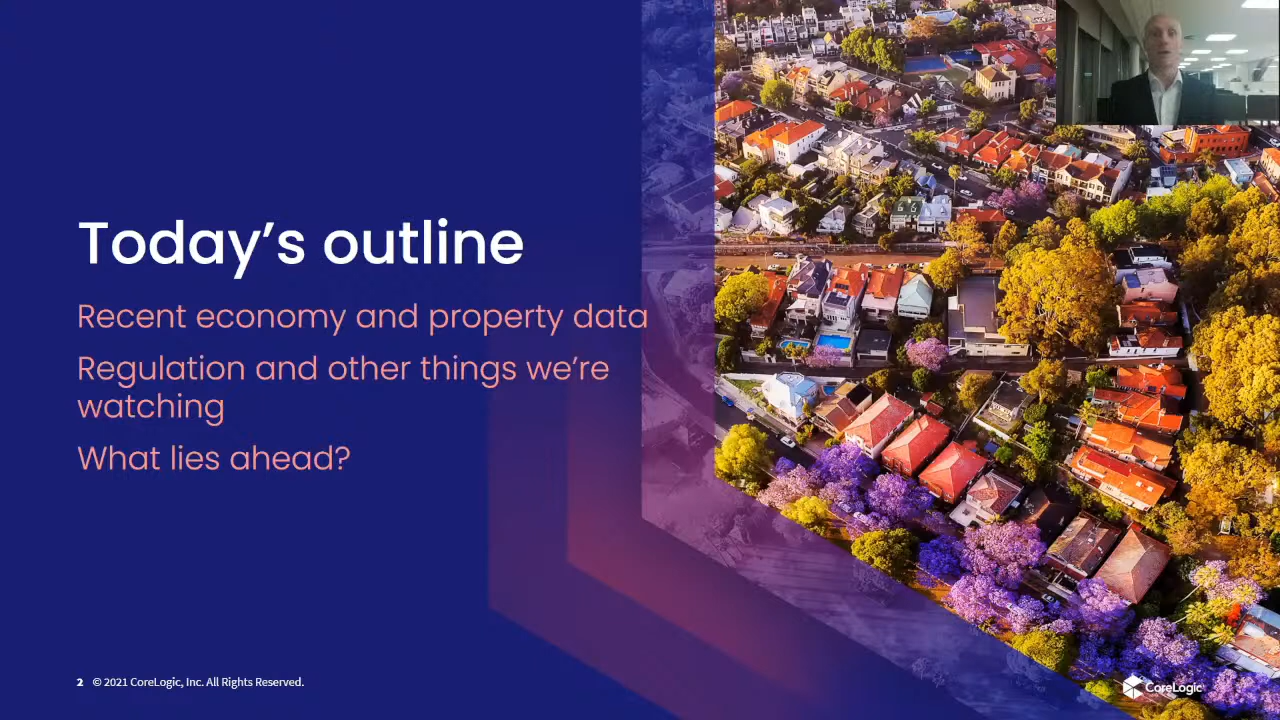 Today’s outline
Recent economy and property data
Regulation and other things we’re
watching
What lies ahead?
2 © 2021 CoreLogic, Inc. All Rights Reserved.
CoreLogic